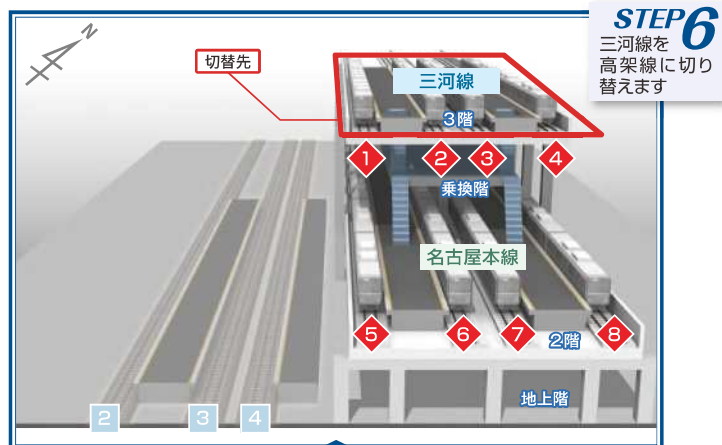 STEP6
三河線を
高架線に切り
替えます
N
切替先
三河線
3階
1
2
3
4
乗換階
名古屋本線
5
6
7
8
2階
地上階
2
3
4